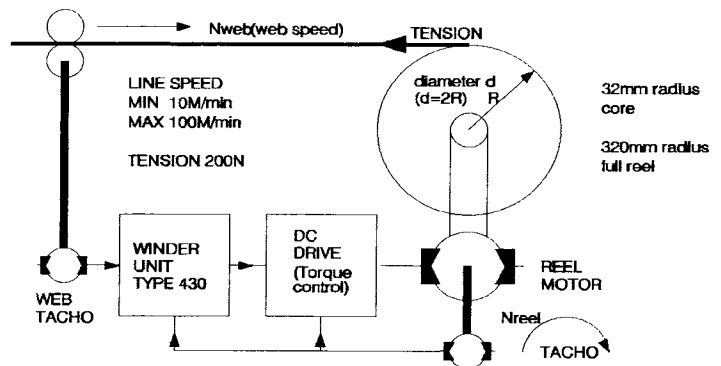 Nweb(web speed)
TENSION
LINE SPEED
MIN 10M/min
MAX 100M/min
TENSION 200N
diameter d
(d=2R) R
32mm radius
core
320mm radius
full reel
WINDER
UNIT
TYPE 430
DC
DRIVE
(Torque
control)
REEL
MOTOR
WEB
TACHO
Nreel
TACHO